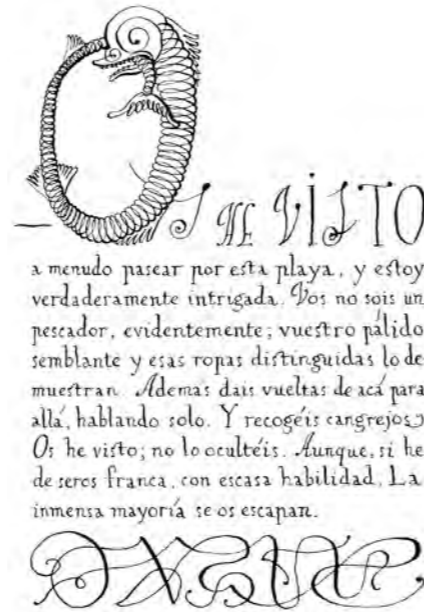 —OS HE VISTO
a menudo pasear por esta playa, y estoy
verdaderamente intrigada. Vos no sois un
pescador, evidentemente; vuestro pálido
semblante y esas ropas distinguidas lo de
muestran. Ademas dais vueltas de acá para
allá, hablando solo. Y recogéis cangrejos.
Os he visto; no lo ocultéis. Aunque, si he
de seros franca, con escasa habilidad. La
inmensa mayoría se os escapan.